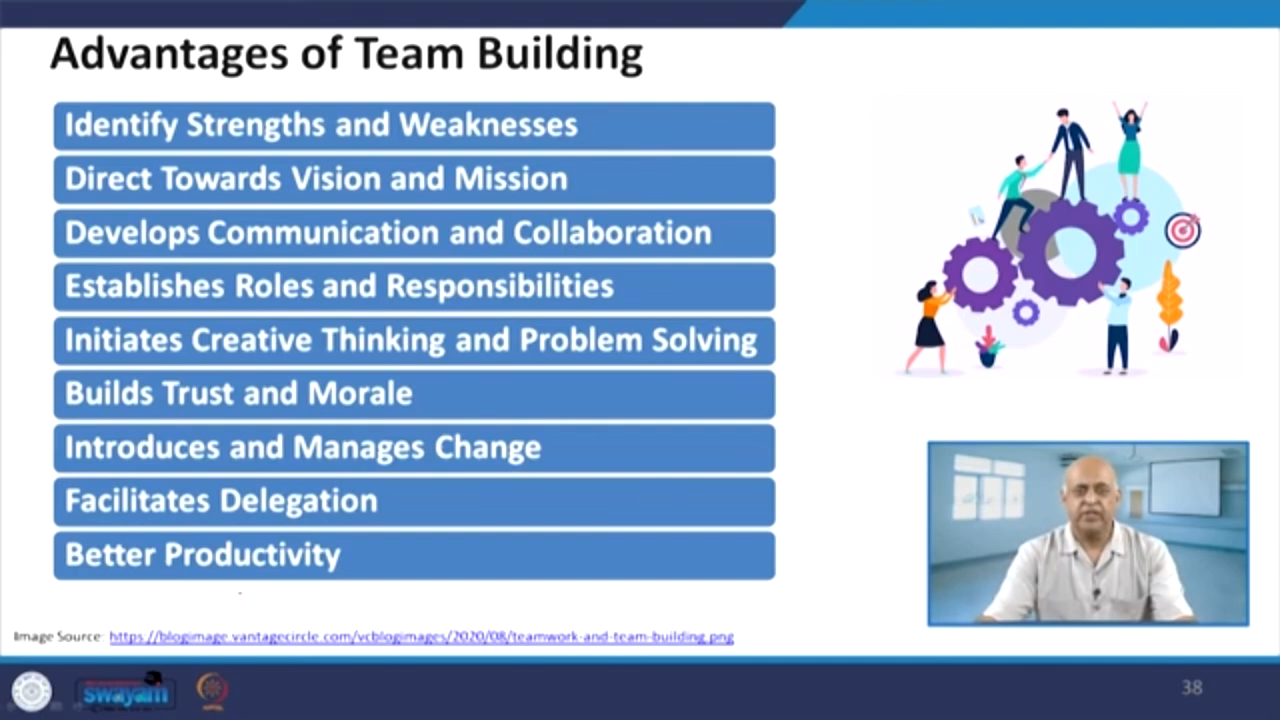 Advantages of Team Building
Identify Strengths and Weaknesses
Direct Towards Vision and Mission
Develops Communication and Collaboration
Establishes Roles and Responsibilities
Initiates Creative Thinking and Problem Solving
Builds Trust and Morale
Introduces and Manages Change
Facilitates Delegation
Better Productivity
Image Source: https://blogimage.vantagecircle.com/vcblogimages/2020/08/teamwork-and-team-building.png
swayam
38